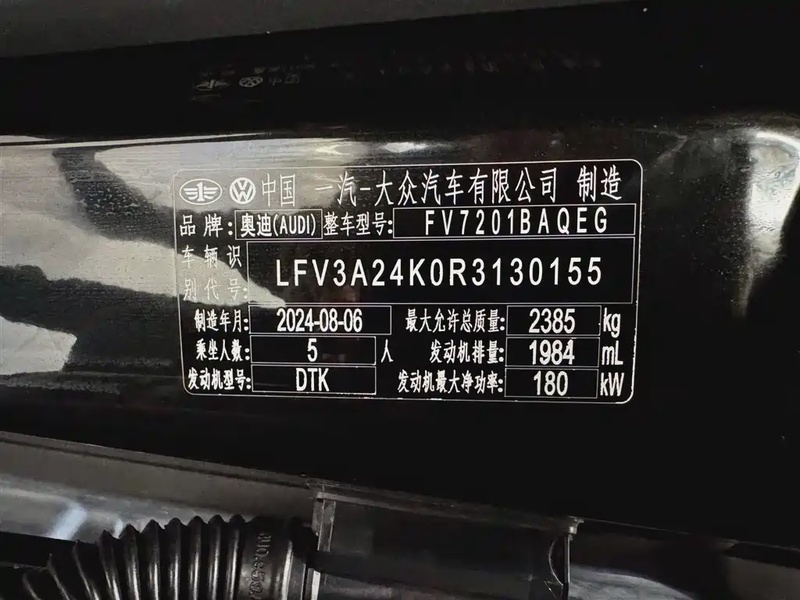 中国 一汽-大众汽车有限公司 制造
品牌: 奥迪(AUDI) 整车型号: FV7201BAQEG
车辆识别代号: LFV3A24K0R3130155
制造年月: 2024-08-06 最大允许总质量: 2385 kg
乘坐人数: 5 人 发动机排量: 1984 mL
发动机型号: DTK 发动机最大净功率: 180 kW